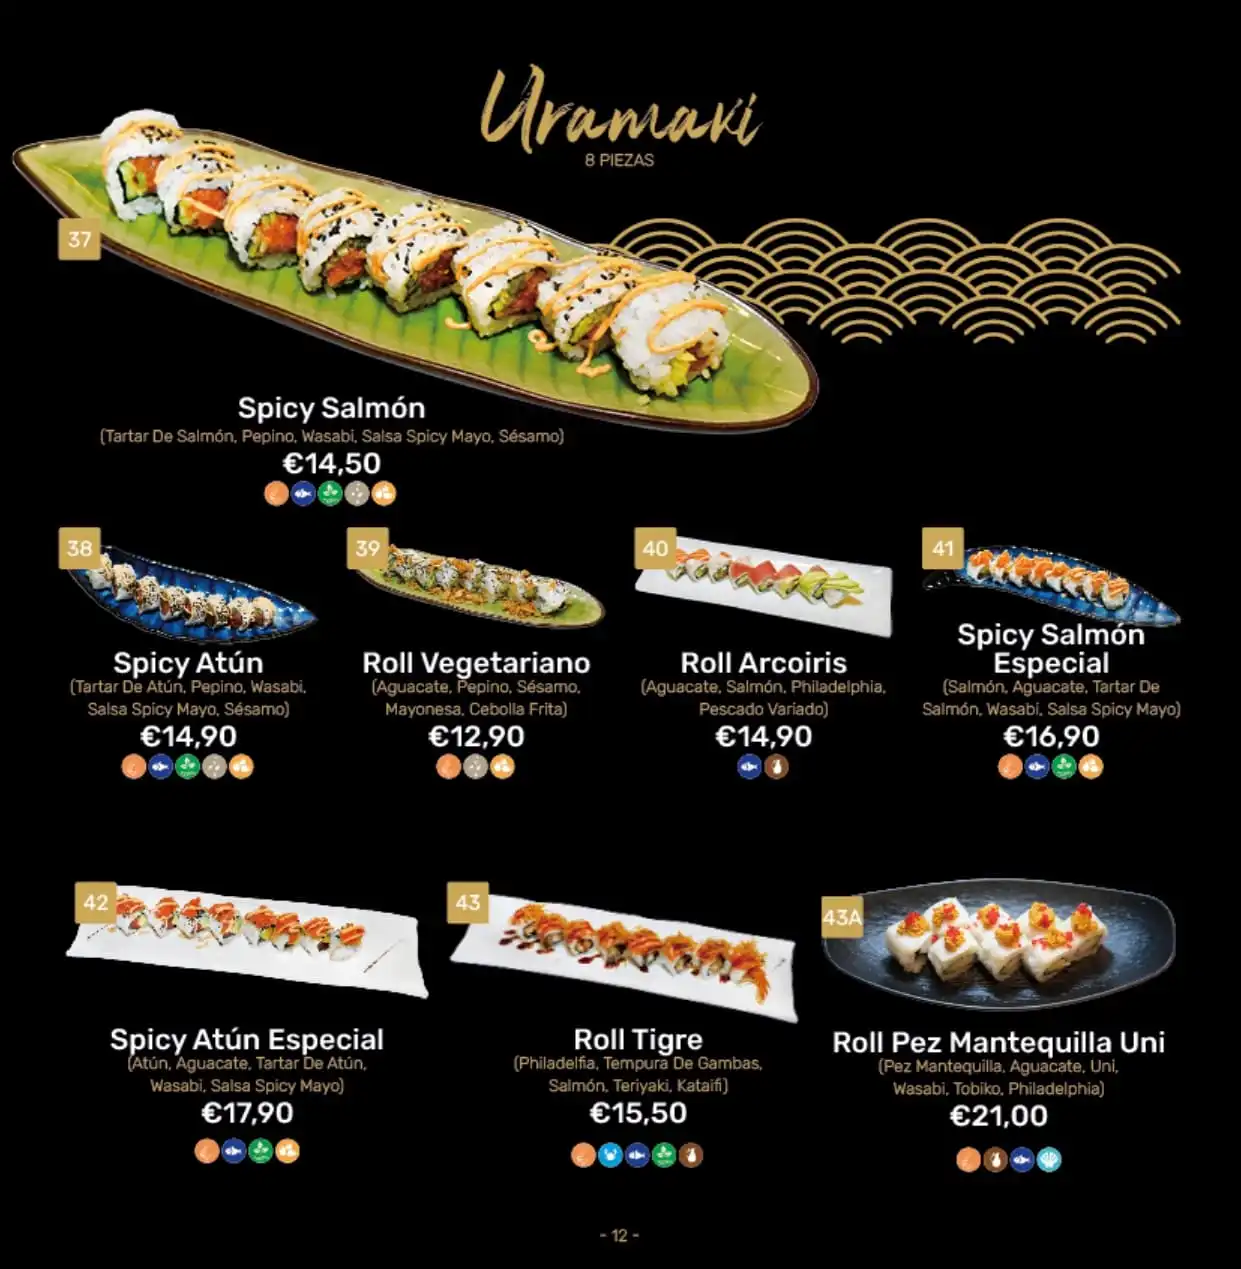 Uramaki
8 PIEZAS
37
Spicy Salmón
(Tartar De Salmón, Pepino, Wasabi, Salsa Spicy Mayo, Sésamo)
€14,50
38
Spicy Atún
(Tartar De Atún, Pepino, Wasabi,
Salsa Spicy Mayo, Sésamo)
€14,90
39
Roll Vegetariano
(Aguacate, Pepino, Sésamo,
Mayonesa, Cebolla Frita)
€12,90
40
Roll Arcoiris
(Aguacate, Salmón, Philadelphia,
Pescado Variado)
€14,90
41
Spicy Salmón
Especial
(Salmón, Aguacate, Tartar De
Salmón, Wasabi, Salsa Spicy Mayo)
€16,90
42
Spicy Atún Especial
(Atún, Aguacate, Tartar De Atún,
Wasabi, Salsa Spicy Mayo)
€17,90
43
Roll Tigre
(Philadelfia, Tempura De Gambas,
Salmón, Teriyaki, Kataifi)
€15,50
43A
Roll Pez Mantequilla Uni
(Pez Mantequilla, Aguacate, Uni,
Wasabi, Tobiko, Philadelphia)
€21,00
- 12 -